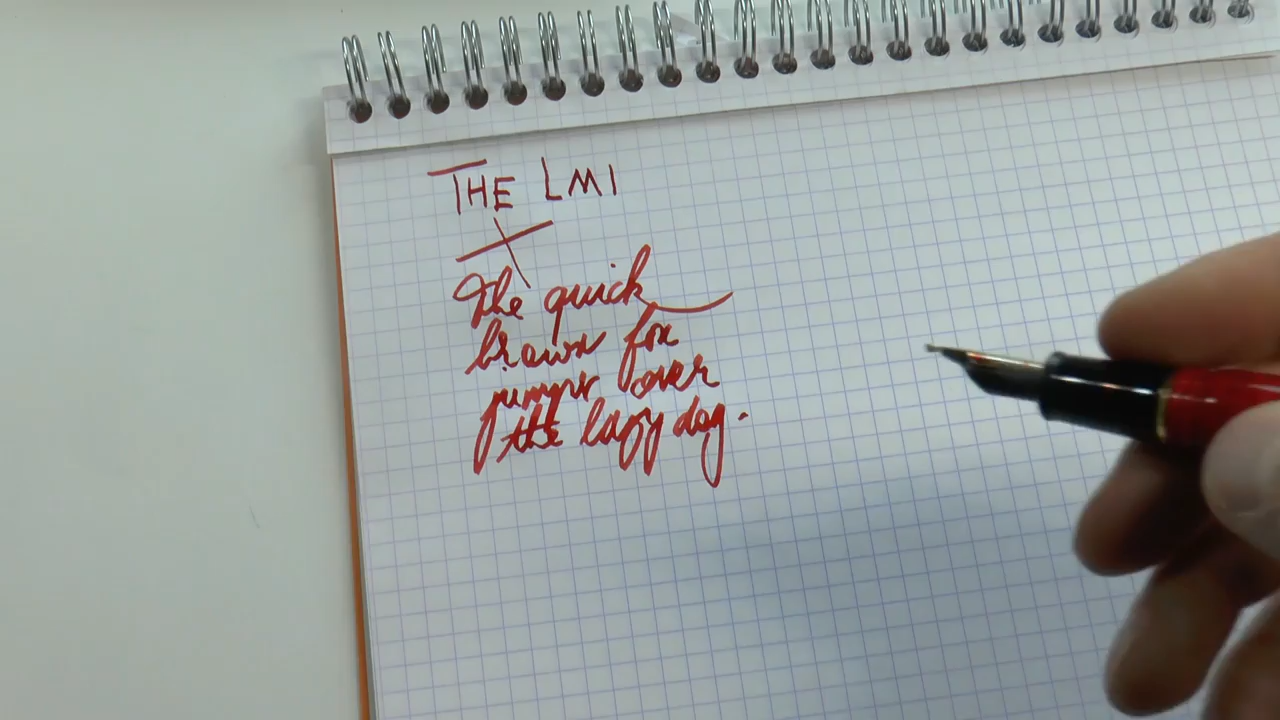 THE LMI
The quick
brown fox
jumps over
the lazy dog.